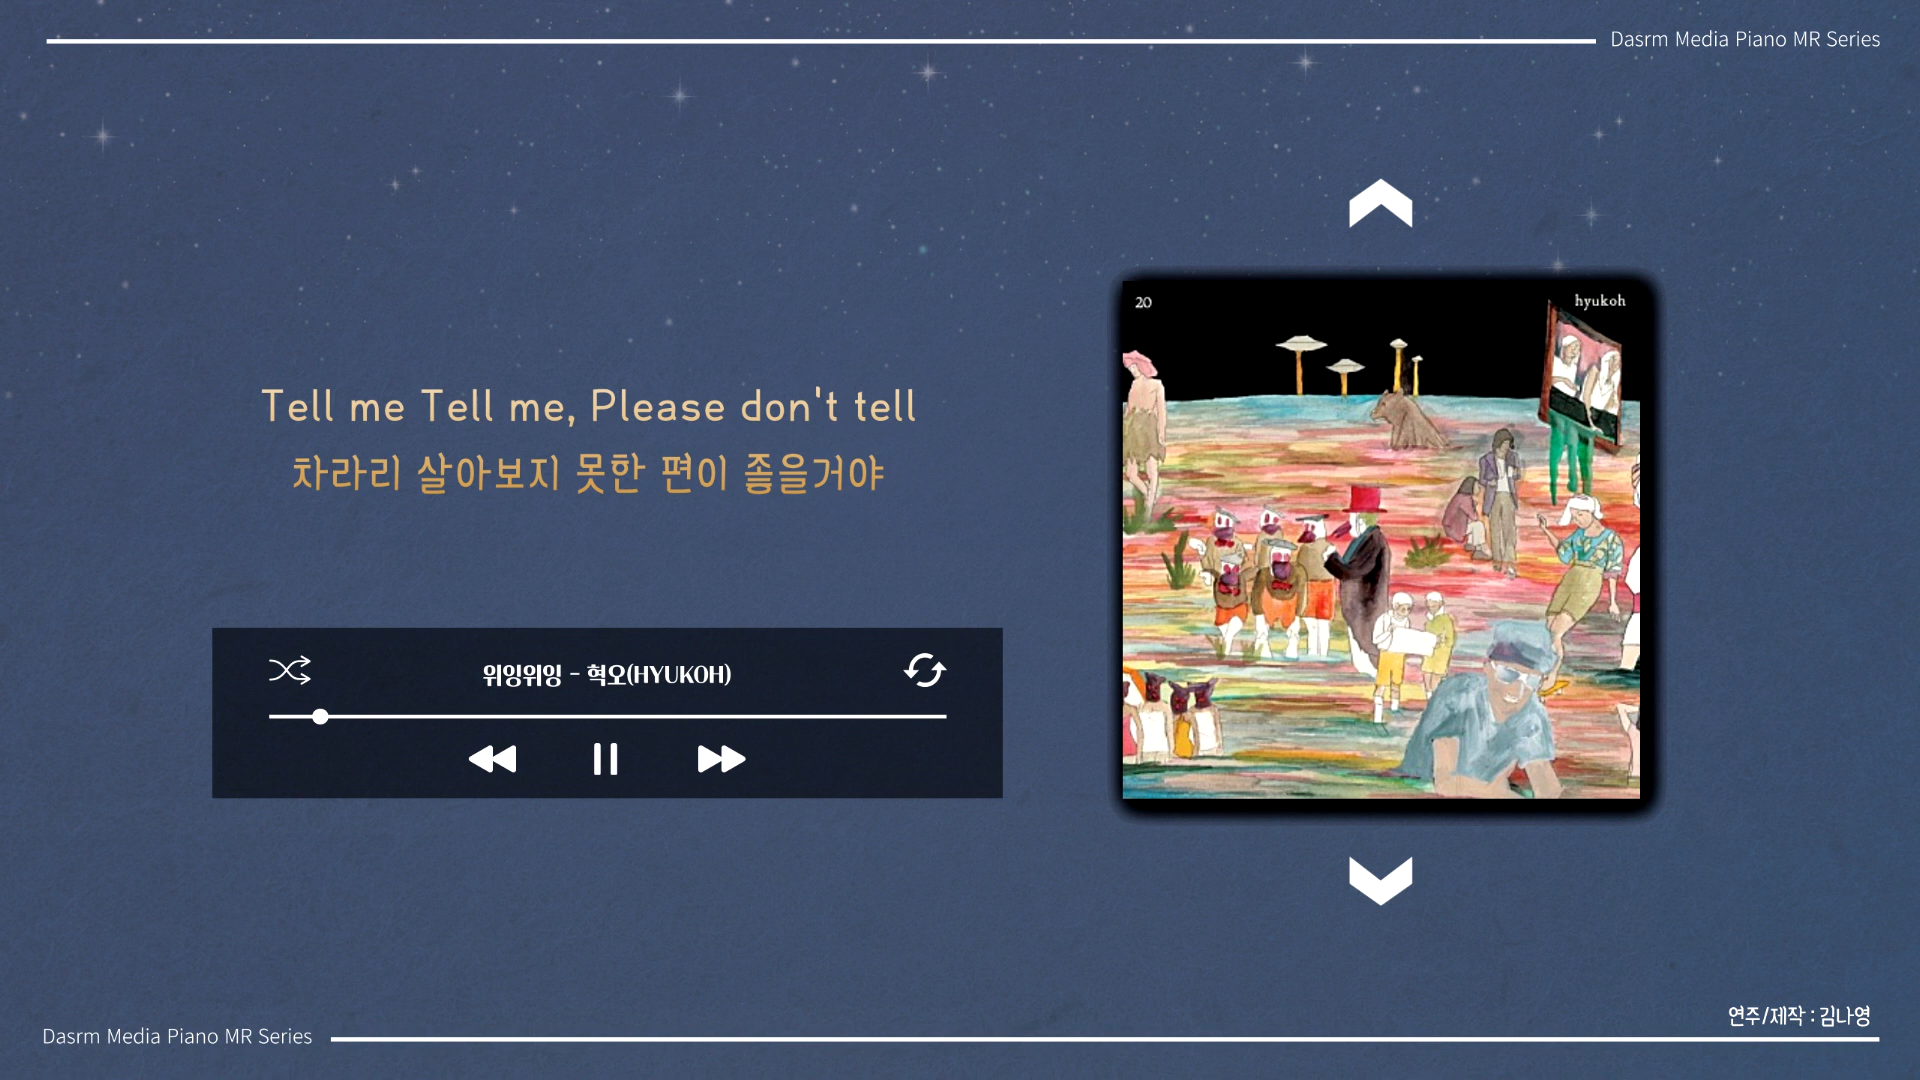 Dasrm Media Piano MR Series
20
hyukoh
Tell me Tell me, Please don't tell
차라리 살아보지 못한 편이 좋을거야
위잉위잉 - 혁오(HYUKOH)
연주/제작 : 김나영
Dasrm Media Piano MR Series